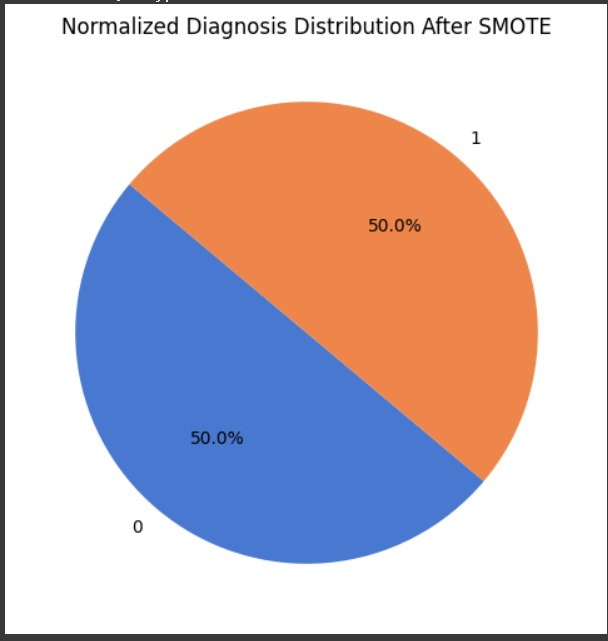 Normalized Diagnosis Distribution After SMOTE
1
50.0%
50.0%
0